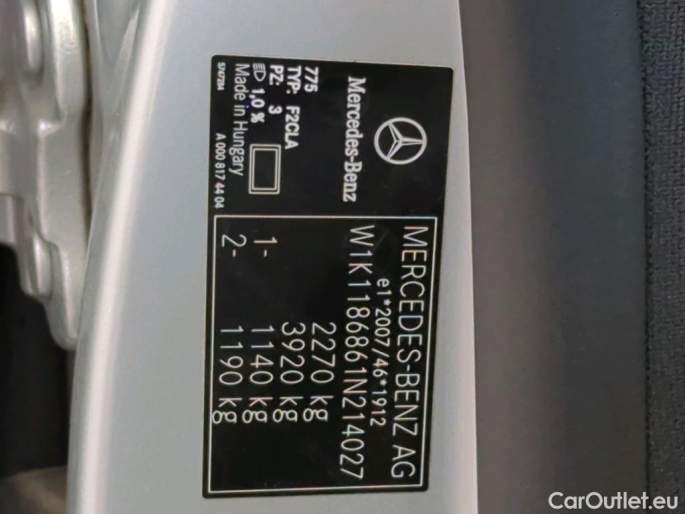 Mercedes-Benz
775
TYP: F2CLA
PZ: 3
1,0 %
Made in Hungary
5747284
A 000 817 44 04
MERCEDES-BENZ AG
e1*2007/46*1912
W1K1186861N214027
2270 kg
3920 kg
1- 1140 kg
2- 1190 kg
CarOutlet.eu